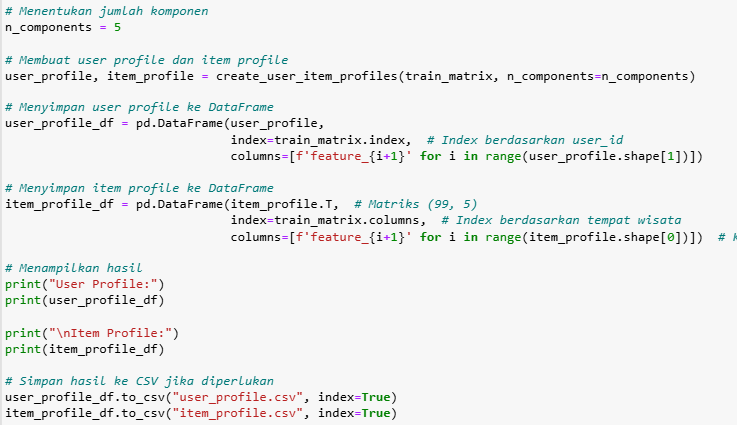 # Menentukan jumlah komponen
n_components = 5

# Membuat user profile dan item profile
user_profile, item_profile = create_user_item_profiles(train_matrix, n_components=n_components)

# Menyimpan user profile ke DataFrame
user_profile_df = pd.DataFrame(user_profile,
                               index=train_matrix.index,  # Index berdasarkan user_id
                               columns=[f'feature_{i+1}' for i in range(user_profile.shape[1])])

# Menyimpan item profile ke DataFrame
item_profile_df = pd.DataFrame(item_profile.T,  # Matriks (99, 5)
                               index=train_matrix.columns,  # Index berdasarkan tempat wisata
                               columns=[f'feature_{i+1}' for i in range(item_profile.shape[0])])  #

# Menampilkan hasil
print("User Profile:")
print(user_profile_df)

print("\nItem Profile:")
print(item_profile_df)

# Simpan hasil ke CSV jika diperlukan
user_profile_df.to_csv("user_profile.csv", index=True)
item_profile_df.to_csv("item_profile.csv", index=True)